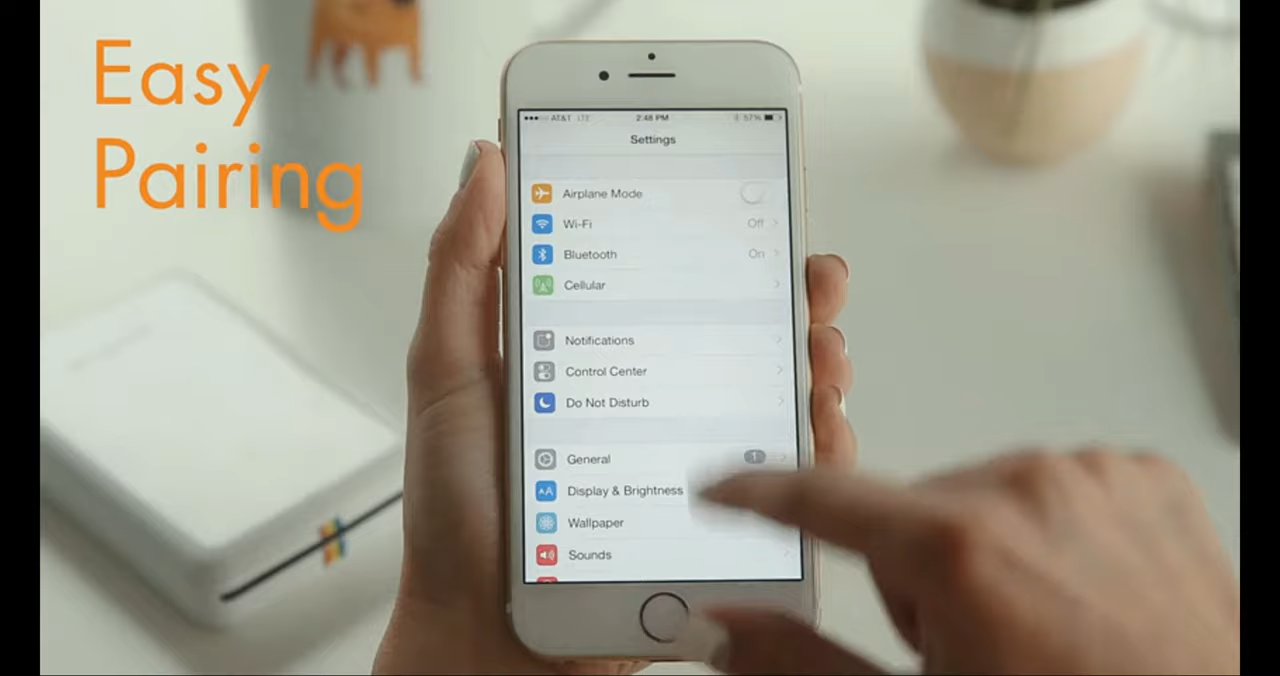 Easy
Pairing
AT&T LTE 2:48 PM 57%
Settings
Airplane Mode
Wi-Fi Off
Bluetooth On
Cellular
Notifications
Control Center
Do Not Disturb
General 1
Display & Brightness
Wallpaper
Sounds